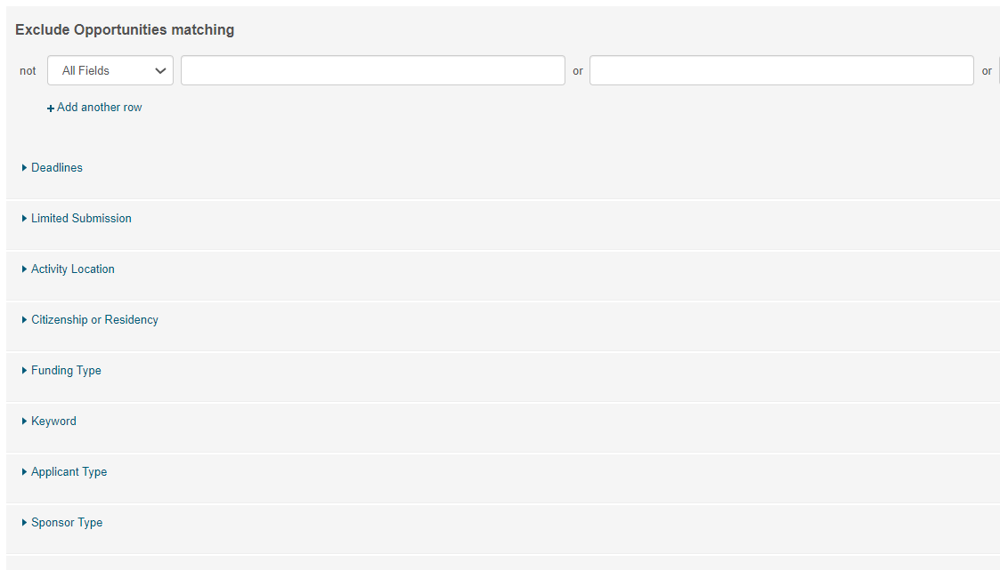 Exclude Opportunities matching
not All Fields or or
+ Add another row
Deadlines
Limited Submission
Activity Location
Citizenship or Residency
Funding Type
Keyword
Applicant Type
Sponsor Type